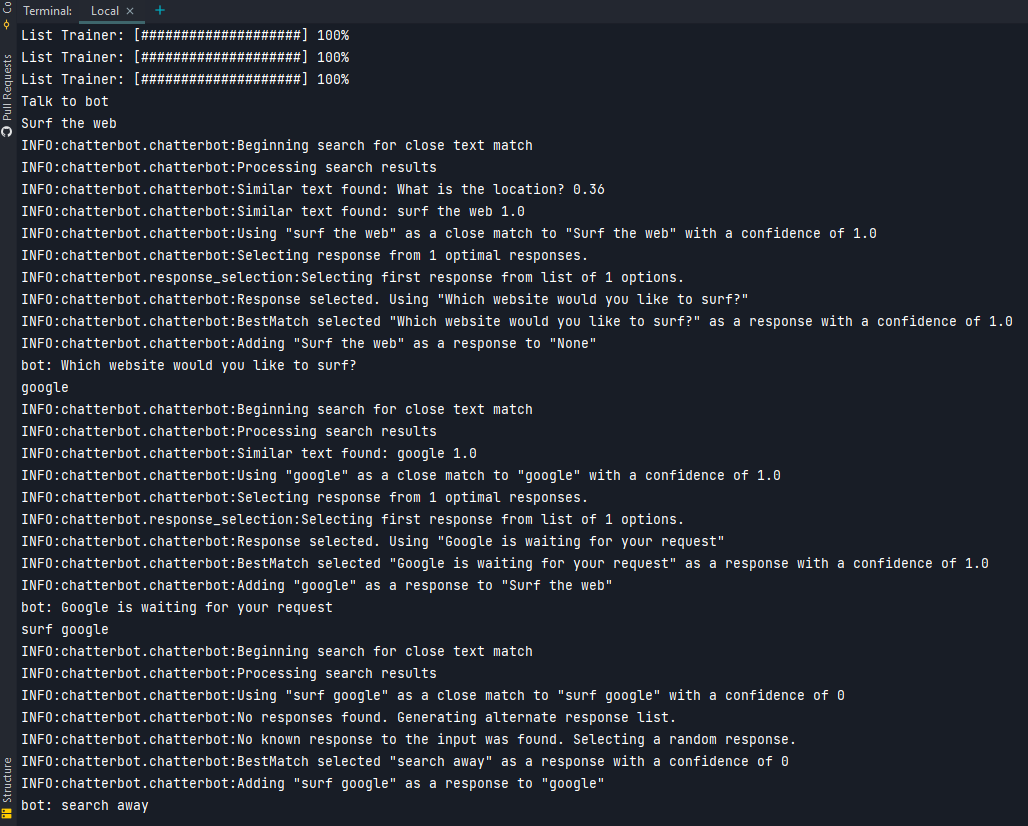 Terminal: Local × +
Co
Pull Requests
Structure
List Trainer: [####################] 100%
List Trainer: [####################] 100%
List Trainer: [####################] 100%
Talk to bot
Surf the web
INFO:chatterbot.chatterbot:Beginning search for close text match
INFO:chatterbot.chatterbot:Processing search results
INFO:chatterbot.chatterbot:Similar text found: What is the location? 0.36
INFO:chatterbot.chatterbot:Similar text found: surf the web 1.0
INFO:chatterbot.chatterbot:Using "surf the web" as a close match to "Surf the web" with a confidence of 1.0
INFO:chatterbot.chatterbot:Selecting response from 1 optimal responses.
INFO:chatterbot.response_selection:Selecting first response from list of 1 options.
INFO:chatterbot.chatterbot:Response selected. Using "Which website would you like to surf?"
INFO:chatterbot.chatterbot:BestMatch selected "Which website would you like to surf?" as a response with a confidence of 1.0
INFO:chatterbot.chatterbot:Adding "Surf the web" as a response to "None"
bot: Which website would you like to surf?
google
INFO:chatterbot.chatterbot:Beginning search for close text match
INFO:chatterbot.chatterbot:Processing search results
INFO:chatterbot.chatterbot:Similar text found: google 1.0
INFO:chatterbot.chatterbot:Using "google" as a close match to "google" with a confidence of 1.0
INFO:chatterbot.chatterbot:Selecting response from 1 optimal responses.
INFO:chatterbot.response_selection:Selecting first response from list of 1 options.
INFO:chatterbot.chatterbot:Response selected. Using "Google is waiting for your request"
INFO:chatterbot.chatterbot:BestMatch selected "Google is waiting for your request" as a response with a confidence of 1.0
INFO:chatterbot.chatterbot:Adding "google" as a response to "Surf the web"
bot: Google is waiting for your request
surf google
INFO:chatterbot.chatterbot:Beginning search for close text match
INFO:chatterbot.chatterbot:Processing search results
INFO:chatterbot.chatterbot:Using "surf google" as a close match to "surf google" with a confidence of 0
INFO:chatterbot.chatterbot:No responses found. Generating alternate response list.
INFO:chatterbot.chatterbot:No known response to the input was found. Selecting a random response.
INFO:chatterbot.chatterbot:BestMatch selected "search away" as a response with a confidence of 0
INFO:chatterbot.chatterbot:Adding "surf google" as a response to "google"
bot: search away